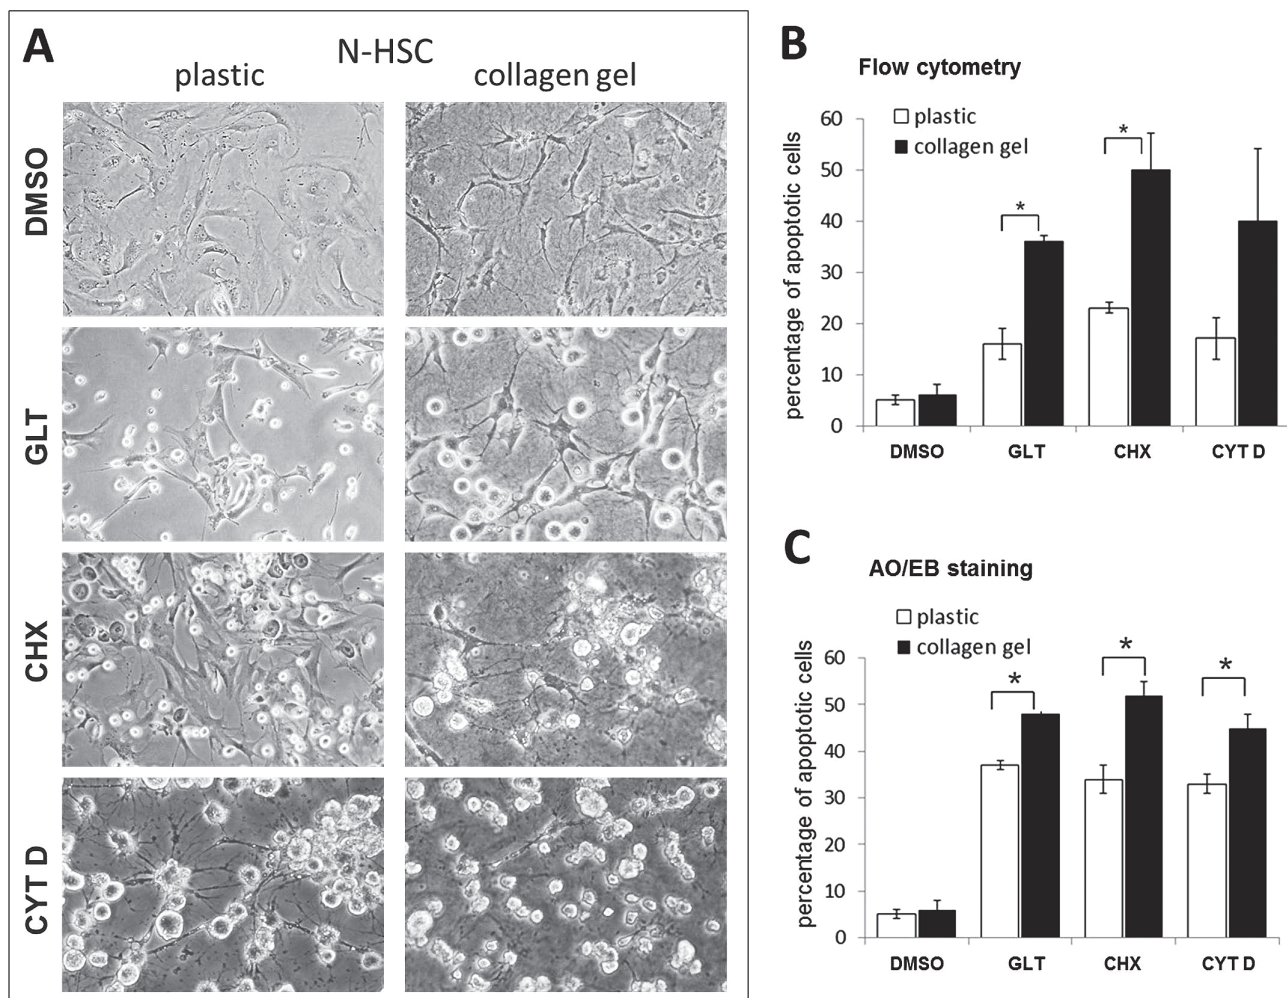 A
N-HSC
plastic
collagen gel
DMSO
GLT
CHX
CYT D
B
Flow cytometry
plastic
collagen gel
percentage of apoptotic cells
60
50
40
30
20
10
0
*
*
DMSO
GLT
CHX
CYT D
C
AO/EB staining
plastic
collagen gel
percentage of apoptotic cells
60
50
40
30
20
10
0
*
*
*
DMSO
GLT
CHX
CYT D